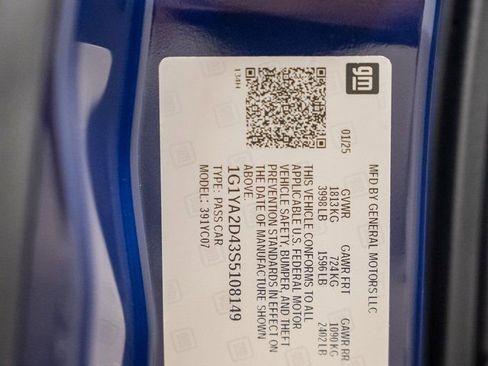 gm
01/25
134H
MFD BY GENERAL MOTORS LLC
GVWR GAWR FRT GAWR RR
1813 KG 724 KG 1090 KG
3998 LB 1596 LB 2402 LB
THIS VEHICLE CONFORMS TO ALL
APPLICABLE U.S. FEDERAL MOTOR
VEHICLE SAFETY, BUMPER, AND THEFT
PREVENTION STANDARDS IN EFFECT ON
THE DATE OF MANUFACTURE SHOWN
ABOVE.
1G1YA2D43S5108149
TYPE: PASS CAR
MODEL: 391YC07